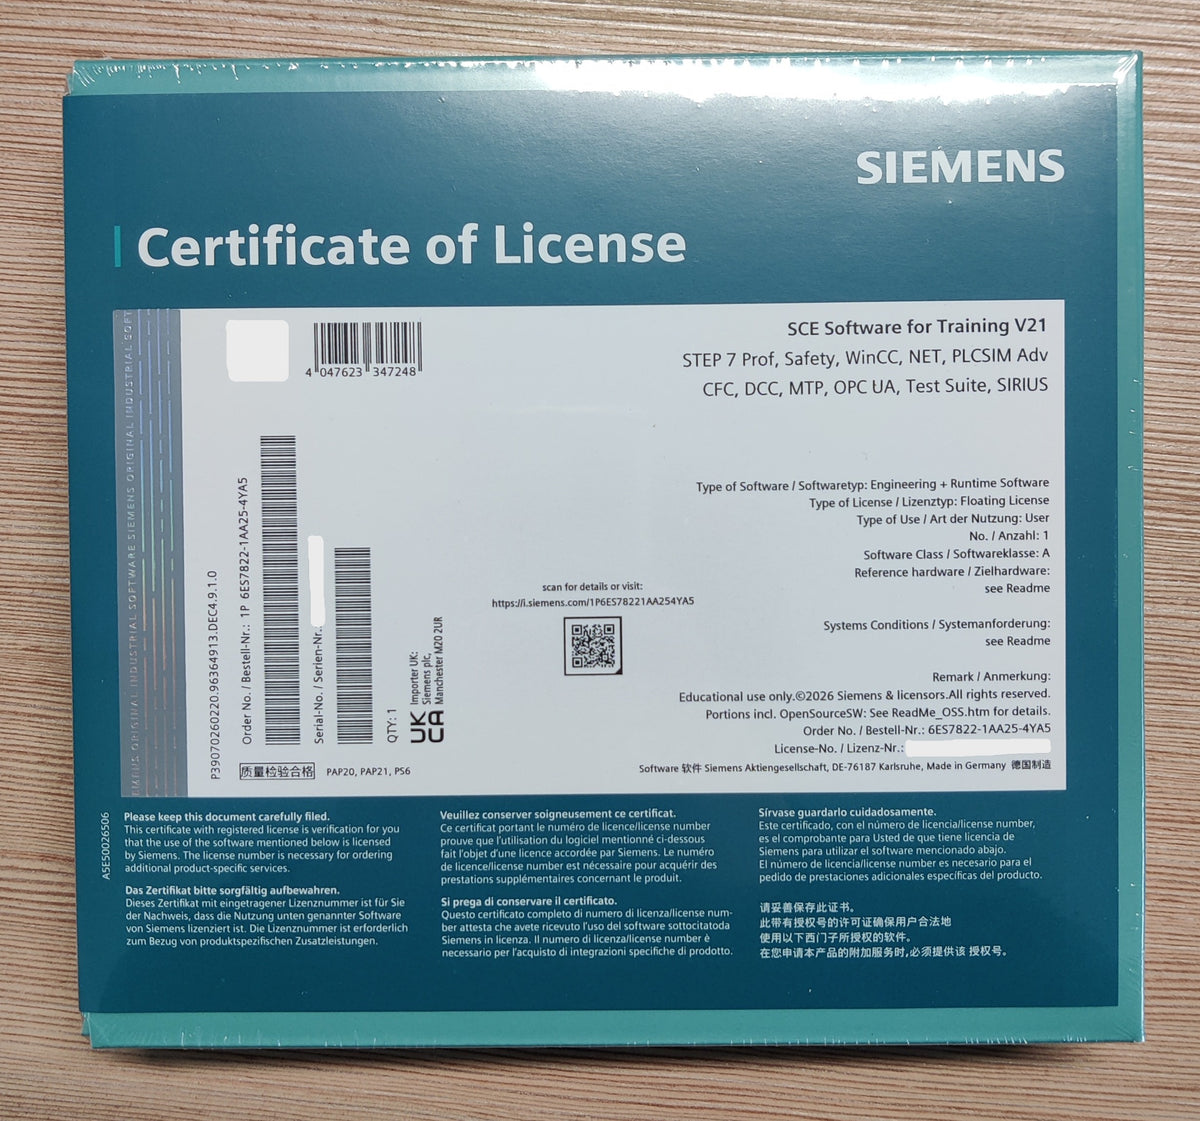 SIEMENS
Certificate of License
SIEMENS ORIGINAL INDUSTRIAL SOFTWARE SIEMENS ORIGINAL INDUSTRIAL SOFT
4 047623 347248
SCE Software for Training V21
STEP 7 Prof, Safety, WinCC, NET, PLCSIM Adv
CFC, DCC, MTP, OPC UA, Test Suite, SIRIUS
P39070260220.96364913.DEC4.9.1.0
Order No. / Bestell-Nr.: 1P 6ES7822-1AA25-4YA5
Serial-No. / Serien-Nr.:
QTY: 1
UK
CA
Importer UK:
Siemens plc,
Manchester M20 2UR
质量检验合格
PAP20, PAP21, PS6
scan for details or visit:
https://i.siemens.com/1P6ES78221AA254YA5
Type of Software / Softwaretyp: Engineering + Runtime Software
Type of License / Lizenztyp: Floating License
Type of Use / Art der Nutzung: User
No. / Anzahl: 1
Software Class / Softwareklasse: A
Reference hardware / Zielhardware:
see Readme
Systems Conditions / Systemanforderung:
see Readme
Remark / Anmerkung:
Educational use only.©2026 Siemens & licensors.All rights reserved.
Portions incl. OpenSourceSW: See ReadMe_OSS.htm for details.
Order No. / Bestell-Nr.: 6ES7822-1AA25-4YA5
License-No. / Lizenz-Nr.:
Software 软件 Siemens Aktiengesellschaft, DE-76187 Karlsruhe, Made in Germany 德国制造
A5E50026506
Please keep this document carefully filed.
This certificate with registered license is verification for you
that the use of the software mentioned below is licensed
by Siemens. The license number is necessary for ordering
additional product-specific services.
Das Zertifikat bitte sorgfältig aufbewahren.
Dieses Zertifikat mit eingetragener Lizenznummer ist für Sie
der Nachweis, dass die Nutzung unten genannter Software
von Siemens lizenziert ist. Die Lizenznummer ist erforderlich
zum Bezug von produktspezifischen Zusatzleistungen.
Veuillez conserver soigneusement ce certificat.
Ce certificat portant le numéro de licence/license number
prouve que l'utilisation du logiciel mentionné ci-dessous
fait l'objet d'une licence accordée par Siemens. Le numéro
de licence/license number est nécessaire pour acquérir des
prestations supplémentaires concernant le produit.
Si prega di conservare il certificato.
Questo certificato completo di numero di licenza/license num-
ber attesta che avete ricevuto l'uso del software sottocitatoda
Siemens in licenza. Il numero di licenza/license number è
necessario per l'acquisto di integrazioni specifiche di prodotto.
Sírvase guardarlo cuidadosamente.
Este certificado, con el número de licencia/license number,
es el comprobante para Usted de que tiene licencia de
Siemens para utilizar el software mencionado abajo.
El número de licencia/license number es necesario para el
pedido de prestaciones adicionales específicas del producto.
请妥善保存此证书。
此带有授权号的许可证确保用户合法地
使用以下西门子所授权的软件。
在您申请本产品的附加服务时,必须提供该 授权号。